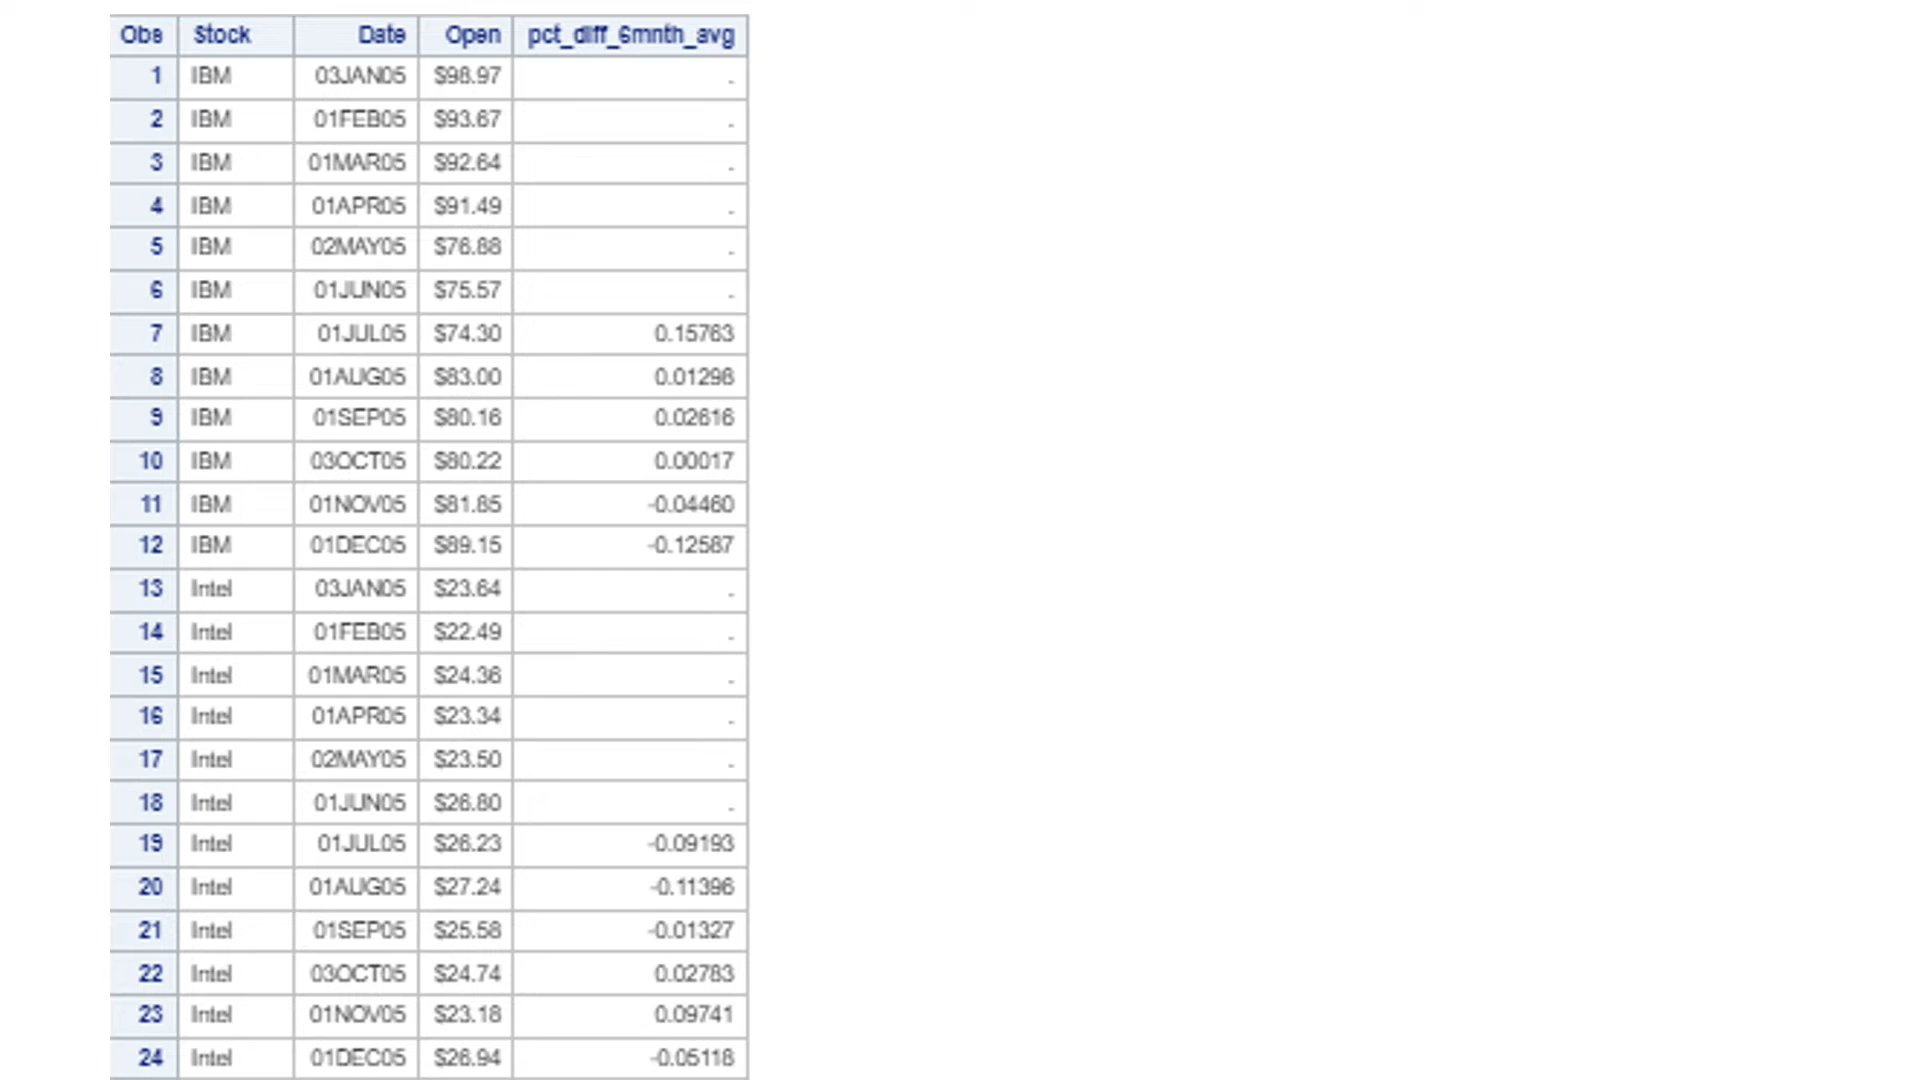 Obs Stock Date Open pct_diff_6mnth_avg
1 IBM 03JAN05 $98.97 .
2 IBM 01FEB05 $93.67 .
3 IBM 01MAR05 $92.64 .
4 IBM 01APR05 $91.49 .
5 IBM 02MAY05 $76.88 .
6 IBM 01JUN05 $75.57 .
7 IBM 01JUL05 $74.30 0.15763
8 IBM 01AUG05 $83.00 0.01298
9 IBM 01SEP05 $80.16 0.02616
10 IBM 03OCT05 $80.22 0.00017
11 IBM 01NOV05 $81.85 -0.04460
12 IBM 01DEC05 $89.15 -0.12587
13 Intel 03JAN05 $23.64 .
14 Intel 01FEB05 $22.49 .
15 Intel 01MAR05 $24.36 .
16 Intel 01APR05 $23.34 .
17 Intel 02MAY05 $23.50 .
18 Intel 01JUN05 $26.80 .
19 Intel 01JUL05 $26.23 -0.09193
20 Intel 01AUG05 $27.24 -0.11396
21 Intel 01SEP05 $25.58 -0.01327
22 Intel 03OCT05 $24.74 0.02783
23 Intel 01NOV05 $23.18 0.09741
24 Intel 01DEC05 $26.94 -0.05118